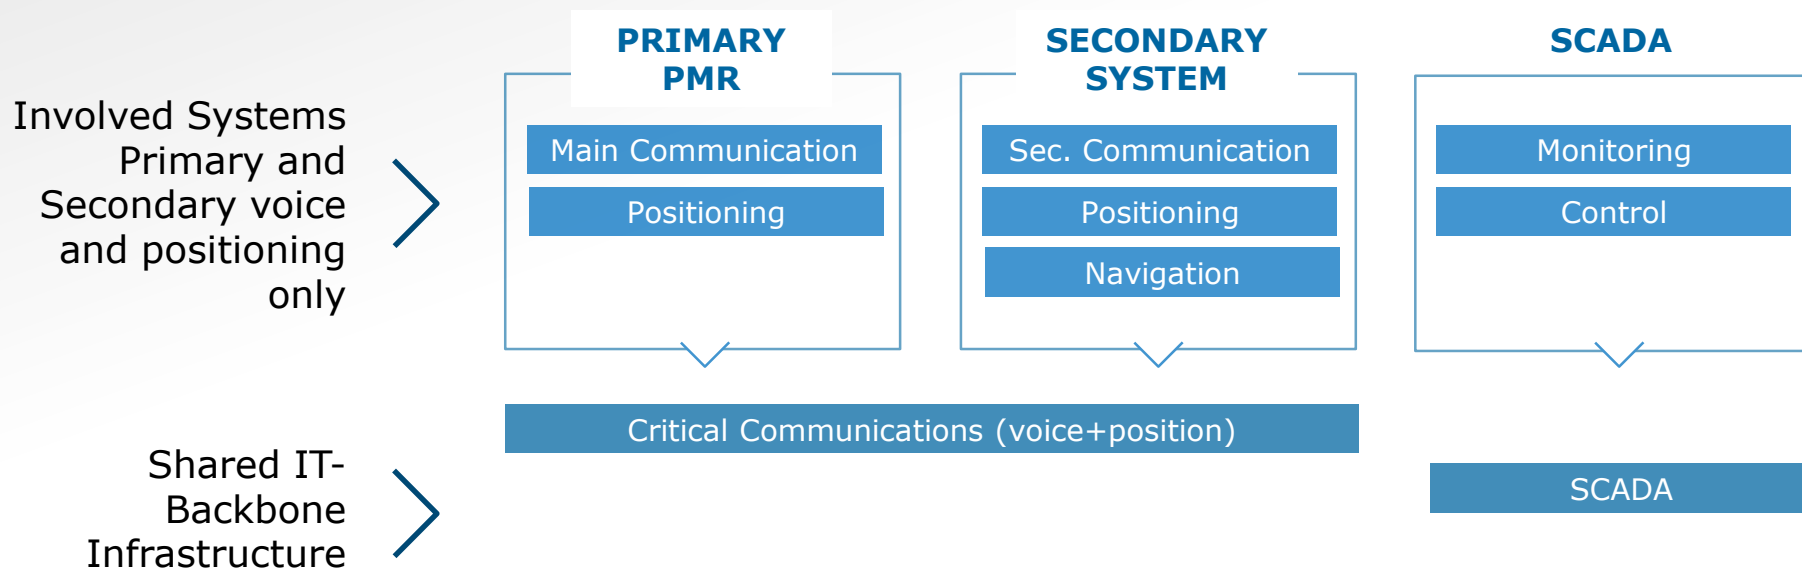 PRIMARY
PMR
SECONDARY
SYSTEM
SCADA
Involved Systems
Primary and
Secondary voice
and positioning
only
Main Communication
Positioning
Sec. Communication
Positioning
Navigation
Monitoring
Control
Critical Communications (voice+position)
Shared IT-
Backbone
Infrastructure
SCADA